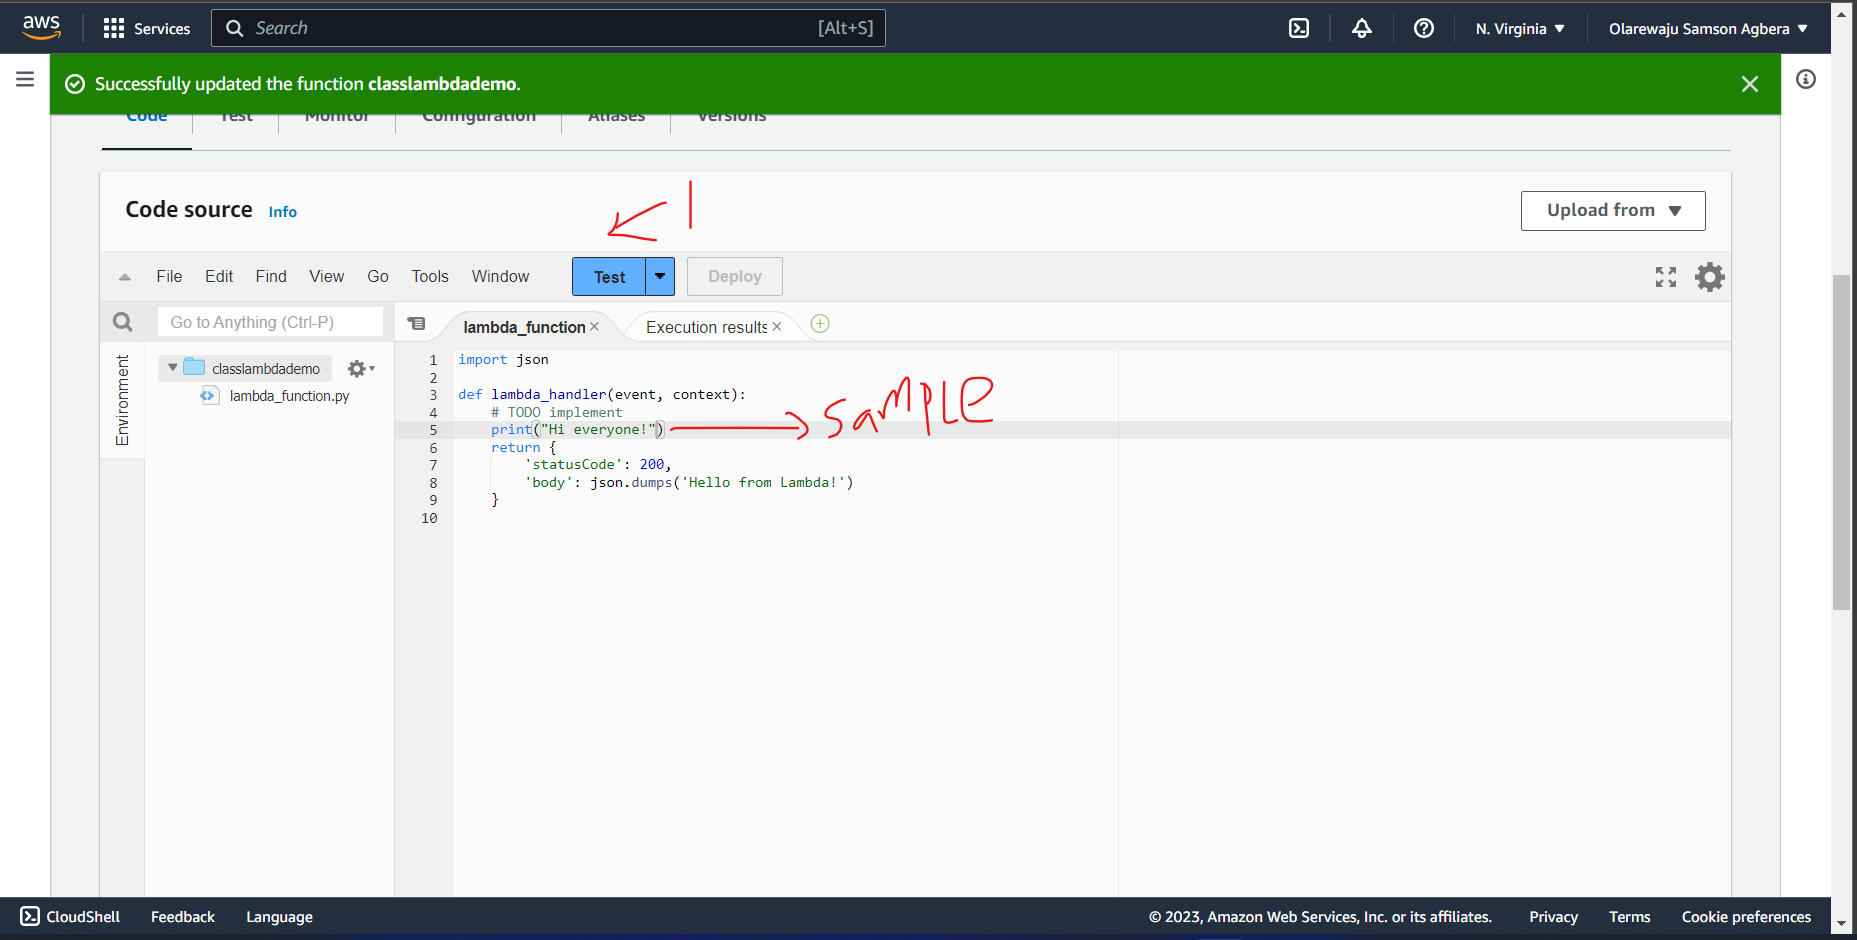 aws Services Search [Alt+S] N. Virginia Olarewaju Samson Agbera
Successfully updated the function classlambdademo.
Code Test Monitor Configuration Aliases Versions
Code source Info Upload from
1
File Edit Find View Go Tools Window Test Deploy
Go to Anything (Ctrl-P) lambda_function Execution results
Environment
classlambdademo
lambda_function.py
1 import json
2
3 def lambda_handler(event, context):
4 # TODO implement
5 print("Hi everyone!") SAMPLE
6 return {
7 'statusCode': 200,
8 'body': json.dumps('Hello from Lambda!')
9 }
10
CloudShell Feedback Language © 2023, Amazon Web Services, Inc. or its affiliates. Privacy Terms Cookie preferences